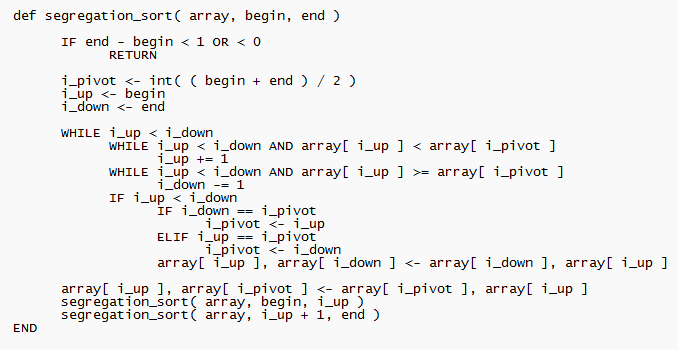 def segregation_sort( array, begin, end )
IF end - begin < 1 OR < 0
RETURN
i_pivot <- int( ( begin + end ) / 2 )
i_up <- begin
i_down <- end
WHILE i_up < i_down
WHILE i_up < i_down AND array[ i_up ] < array[ i_pivot ]
i_up += 1
WHILE i_up < i_down AND array[ i_up ] >= array[ i_pivot ]
i_down -= 1
IF i_up < i_down
IF i_down == i_pivot
i_pivot <- i_up
ELIF i_up == i_pivot
i_pivot <- i_down
array[ i_up ], array[ i_down ] <- array[ i_down ], array[ i_up ]
array[ i_up ], array[ i_pivot ] <- array[ i_pivot ], array[ i_up ]
segregation_sort( array, begin, i_up )
segregation_sort( array, i_up + 1, end )
END